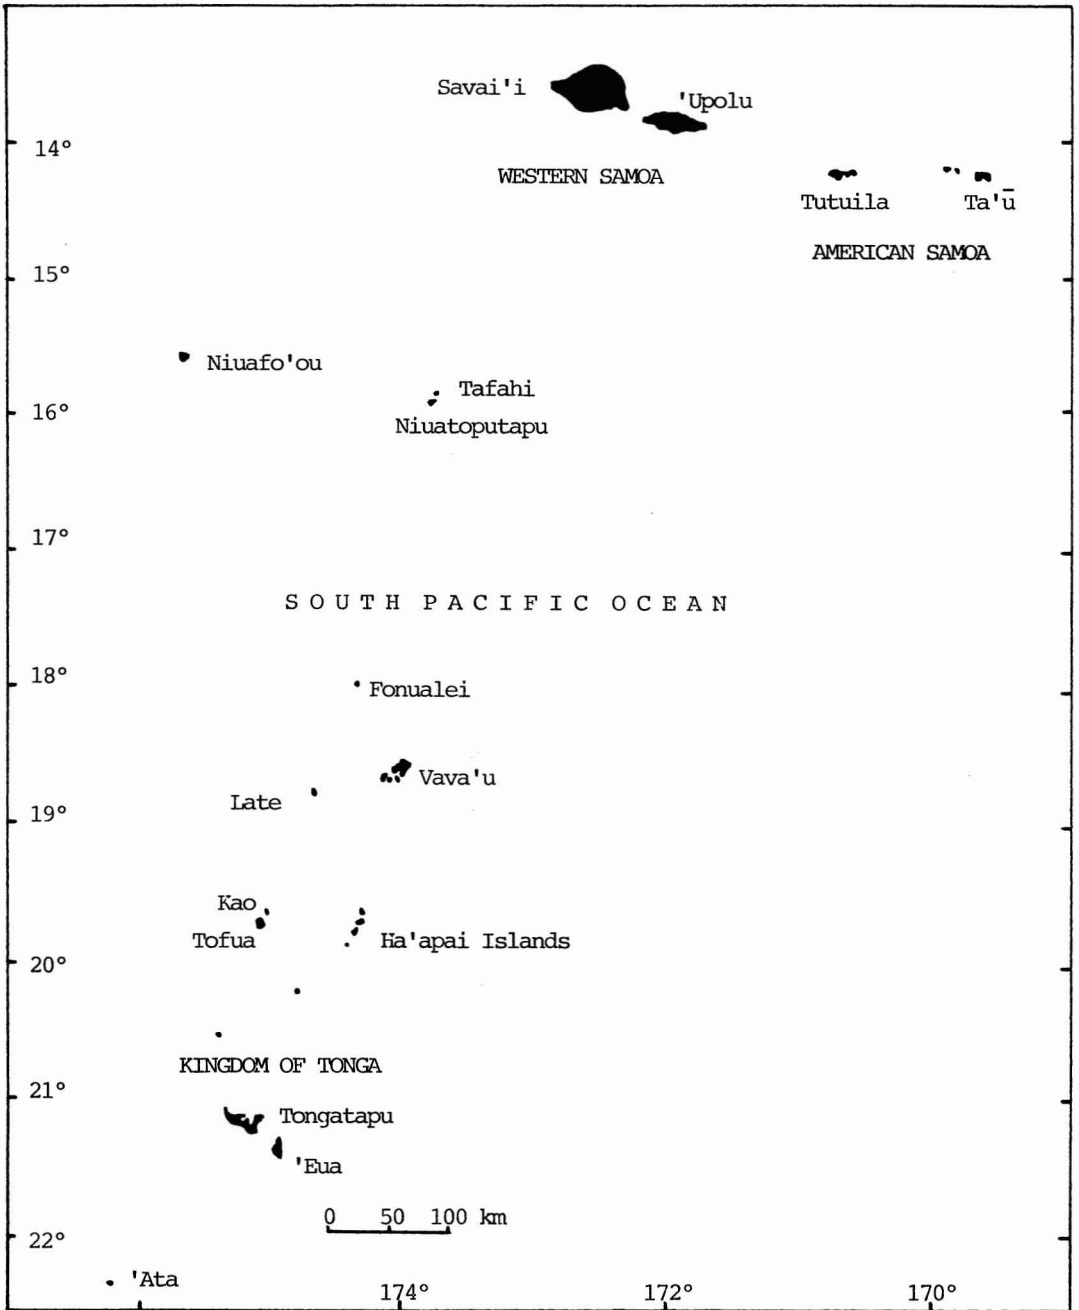 Savai'i
'Upolu
14°
WESTERN SAMOA
Tutuila
Ta'ū
AMERICAN SAMOA
15°
Niuafo'ou
Tafahi
16°
Niuatoputapu
17°
SOUTH PACIFIC OCEAN
18°
Fonualei
Vava'u
Late
19°
Kao
Tofua
Ha'apai Islands
20°
KINGDOM OF TONGA
21°
Tongatapu
'Eua
0 50 100 km
22°
'Ata
174° 172° 170°